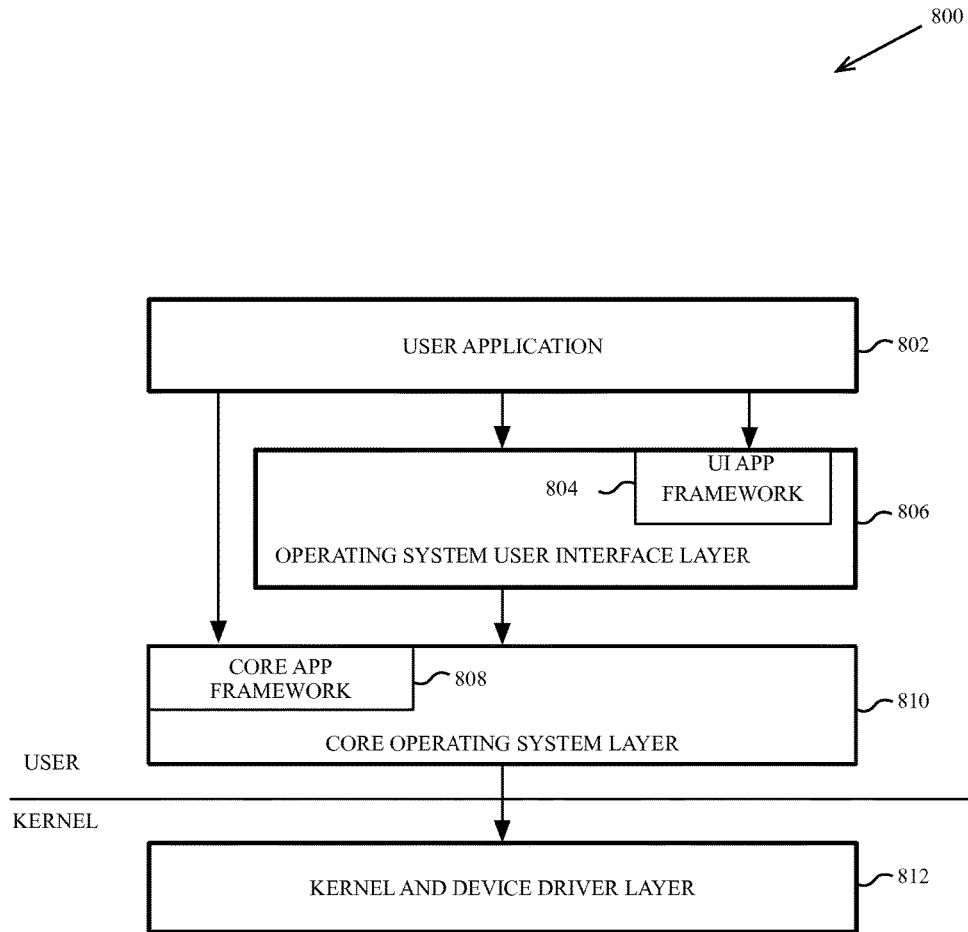 800
USER APPLICATION
802
UI APP
FRAMEWORK
804
806
OPERATING SYSTEM USER INTERFACE LAYER
CORE APP
FRAMEWORK
808
810
CORE OPERATING SYSTEM LAYER
USER
KERNEL
KERNEL AND DEVICE DRIVER LAYER
812